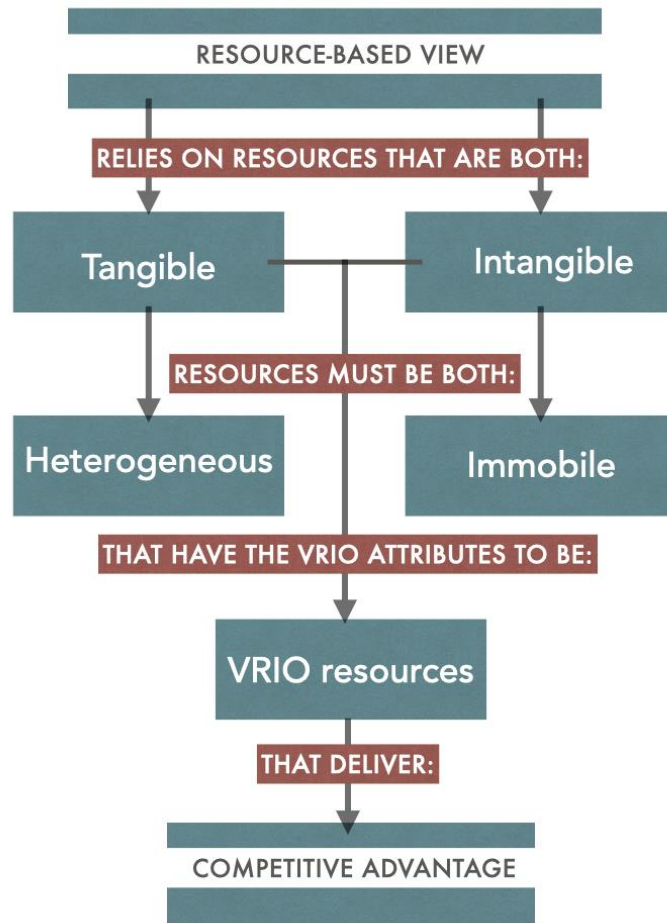 RESOURCE-BASED VIEW
RELIES ON RESOURCES THAT ARE BOTH:
Tangible
Intangible
RESOURCES MUST BE BOTH:
Heterogeneous
Immobile
THAT HAVE THE VRIO ATTRIBUTES TO BE:
VRIO resources
THAT DELIVER:
COMPETITIVE ADVANTAGE